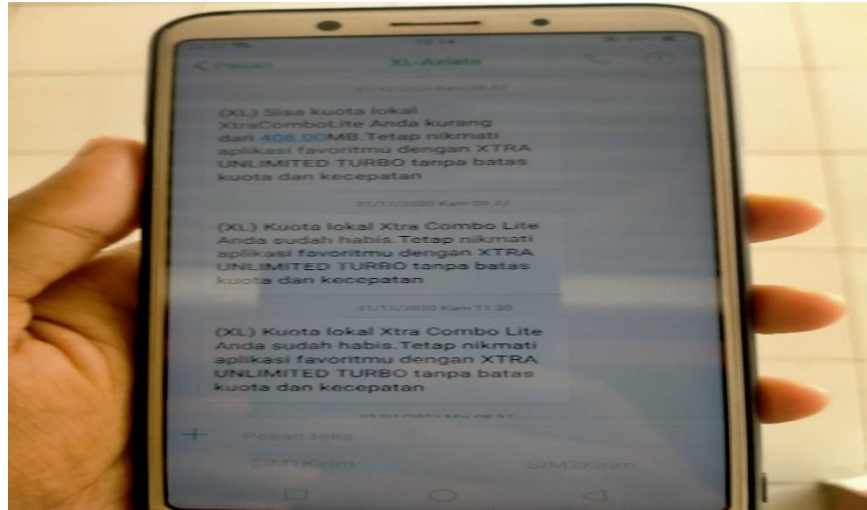 < Pesan
XL-Axiata
(XL) Sisa kuota lokal
XtraComboLite Anda kurang
dari 408.00MB.Tetap nikmati
aplikasi favoritmu dengan XTRA
UNLIMITED TURBO tanpa batas
kuota dan kecepatan
31/12/2020 Kam 09.37
(XL) Kuota lokal Xtra Combo Lite
Anda sudah habis.Tetap nikmati
aplikasi favoritmu dengan XTRA
UNLIMITED TURBO tanpa batas
kuota dan kecepatan
31/12/2020 Kam 11.20
(XL) Kuota lokal Xtra Combo Lite
Anda sudah habis.Tetap nikmati
aplikasi favoritmu dengan XTRA
UNLIMITED TURBO tanpa batas
kuota dan kecepatan
Pesan teks
SIM1Kirim
SIM2Kirim